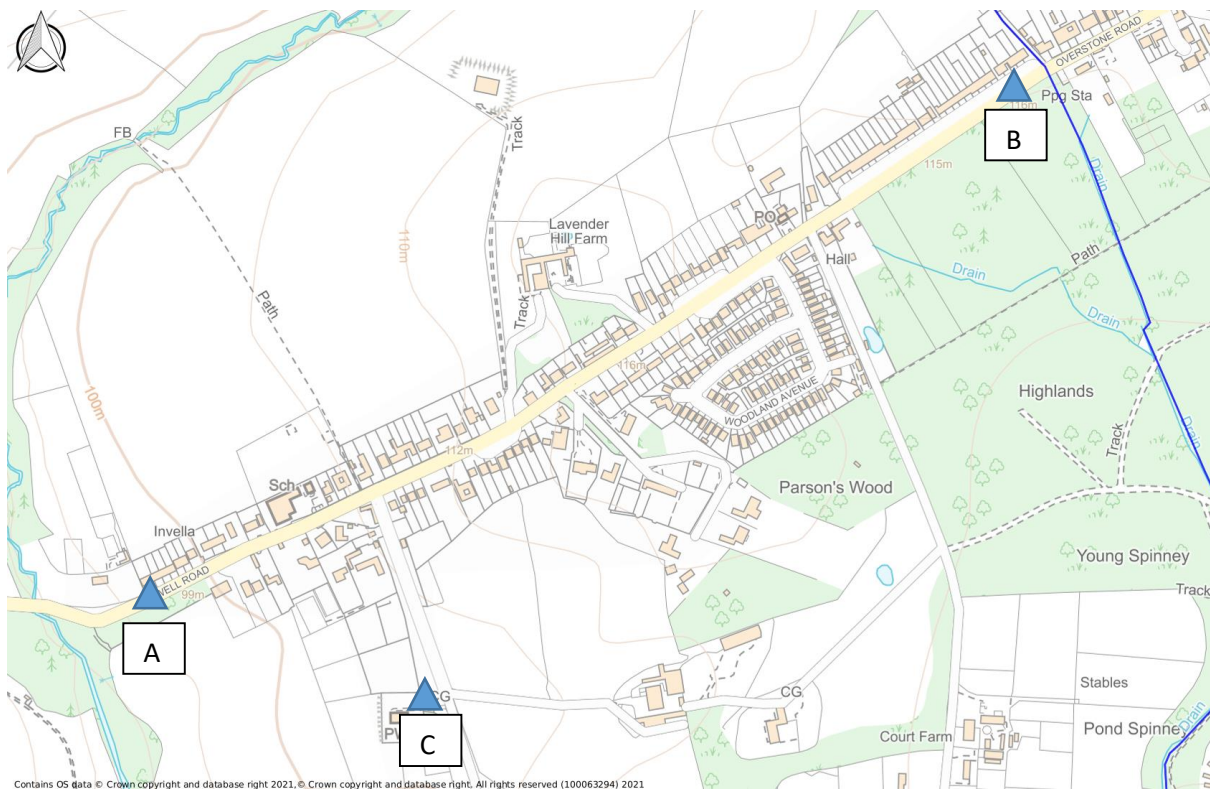 OVERSTONE ROAD
B
116m
Ppg Sta
FB
Track
115m
Drain
PO
Lavender
Hill Farm
110m
Hall
Path
Drain
Path
Drain
Track
116m
Highlands
WOODLAND AVENUE
Drain
Track
100m
112m
Sch
Parson's Wood
Invella
Young Spinney
WELL ROAD
99m
Track
A
CG
CG
Stables
C
Court Farm
Pond Spinney
Drain
Contains OS data © Crown copyright and database right 2021, © Crown copyright and database right. All rights reserved (100063294) 2021